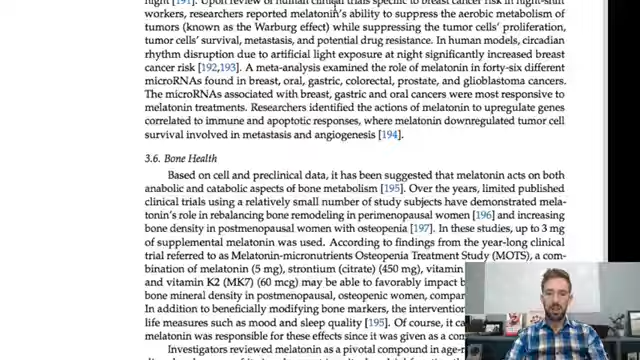 night [191]. Upon review of human clinical trials specific to breast cancer risk in night-shift
workers, researchers reported melatonin's ability to suppress the aerobic metabolism of
tumors (known as the Warburg effect) while suppressing the tumor cells' proliferation,
tumor cells' survival, metastasis, and potential drug resistance. In human models, circadian
rhythm disruption due to artificial light exposure at night significantly increased breast
cancer risk [192,193]. A meta-analysis examined the role of melatonin in forty-six different
microRNAs found in breast, oral, gastric, colorectal, prostate, and glioblastoma cancers.
The microRNAs associated with breast, gastric and oral cancers were most responsive to
melatonin treatments. Researchers identified the actions of melatonin to upregulate genes
correlated to immune and apoptotic responses, where melatonin downregulated tumor cell
survival involved in metastasis and angiogenesis [194].
3.6. Bone Health
Based on cell and preclinical data, it has been suggested that melatonin acts on both
anabolic and catabolic aspects of bone metabolism [195]. Over the years, limited published
clinical trials using a relatively small number of study subjects have demonstrated mela-
tonin's role in rebalancing bone remodeling in perimenopausal women [196] and increasing
bone density in postmenopausal women with osteopenia [197]. In these studies, up to 3 mg
of supplemental melatonin was used. According to findings from the year-long clinical
trial referred to as Melatonin-micronutrients Osteopenia Treatment Study (MOTS), a com-
bination of melatonin (5 mg), strontium (citrate) (450 mg), vitamin
and vitamin K2 (MK7) (60 mcg) may be able to favorably impact
bone mineral density in postmenopausal, osteopenic women,
In addition to beneficially modifying bone markers, the
life measures such as mood and sleep quality [195]. Of course, it
melatonin was responsible for these effects since it was given as a
Investigators reviewed melatonin as a pivotal compound in